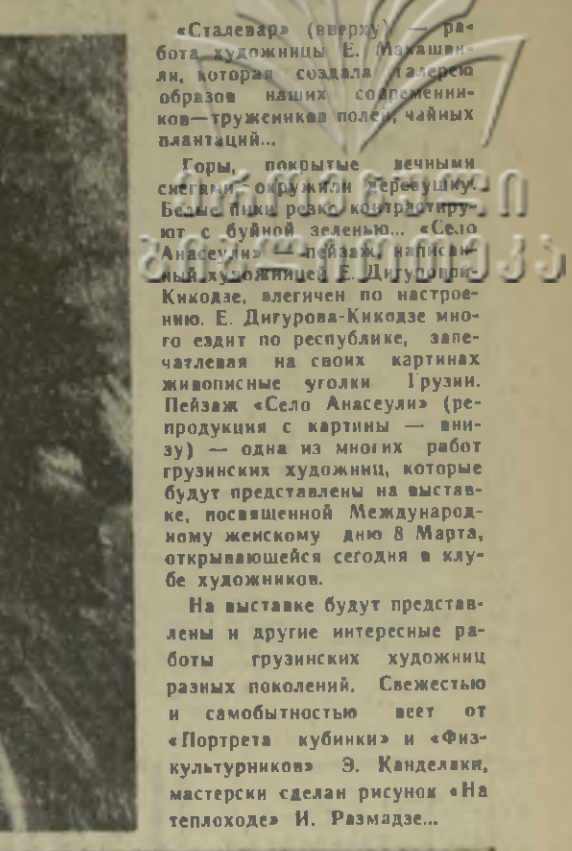 «Сталевар» (вверху) — ра-
бота художницы Е. Макашви-
ли, которая создала галерею
образов наших современни-
ков—тружеников полей, чайных
плантаций...
Горы, покрытые вечными
снегами, окружили деревушку.
Белые пики резко контрастиру-
ют с буйной зеленью... «Село
Анасеули» — пейзаж, написан-
ный художницей Е. Дигуровой-
Кикодзе, элегичен по настрое-
нию. Е. Дигурова-Кикодзе мно-
го ездит по республике, запе-
чатлевая на своих картинах
живописные уголки Грузии.
Пейзаж «Село Анасеули» (ре-
продукция с картины — вни-
зу) — одна из многих работ
грузинских художниц, которые
будут представлены на выстав-
ке, посвященной Международ-
ному женскому дню 8 Марта,
открывающейся сегодня в клу-
бе художников.
На выставке будут представ-
лены и другие интересные ра-
боты грузинских художниц
разных поколений. Свежестью
и самобытностью веет от
«Портрета кубинки» и «Физ-
культурников» Э. Канделаки,
мастерски сделан рисунок «На
теплоходе» И. Размадзе...
ეროვნული
ბიბლიოთეკა